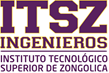 ITSZ
INGENIEROS
INSTITUTO TECNOLÓGICO
SUPERIOR DE ZONGOLICA